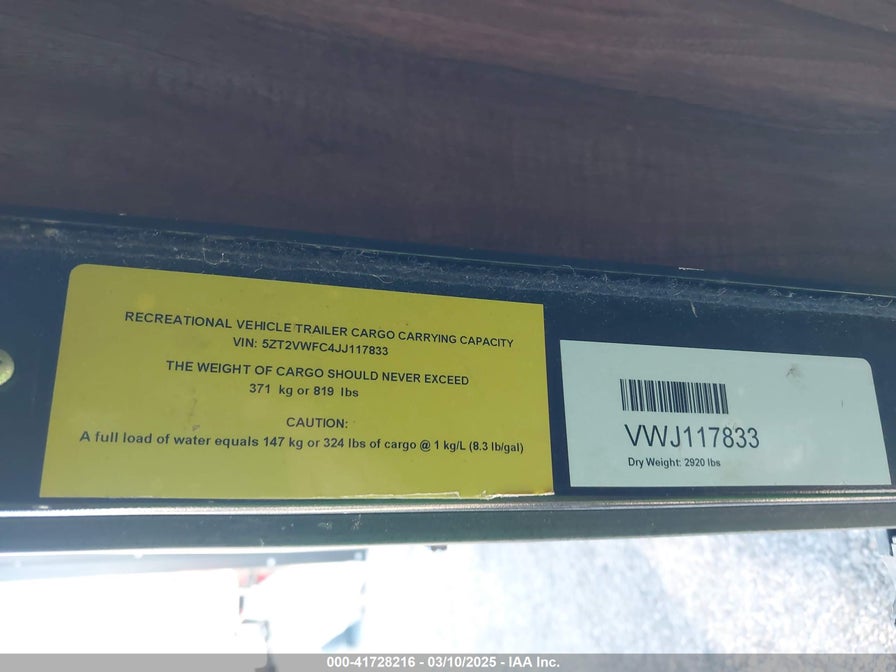 RECREATIONAL VEHICLE TRAILER CARGO CARRYING CAPACITY
VIN: 5ZT2VWFC4JJ117833
THE WEIGHT OF CARGO SHOULD NEVER EXCEED
371 kg or 819 lbs
CAUTION:
A full load of water equals 147 kg or 324 lbs of cargo @ 1 kg/L (8.3 lb/gal)
VWJ117833
Dry Weight: 2920 lbs
000-41728216 - 03/10/2025 - IAA Inc.